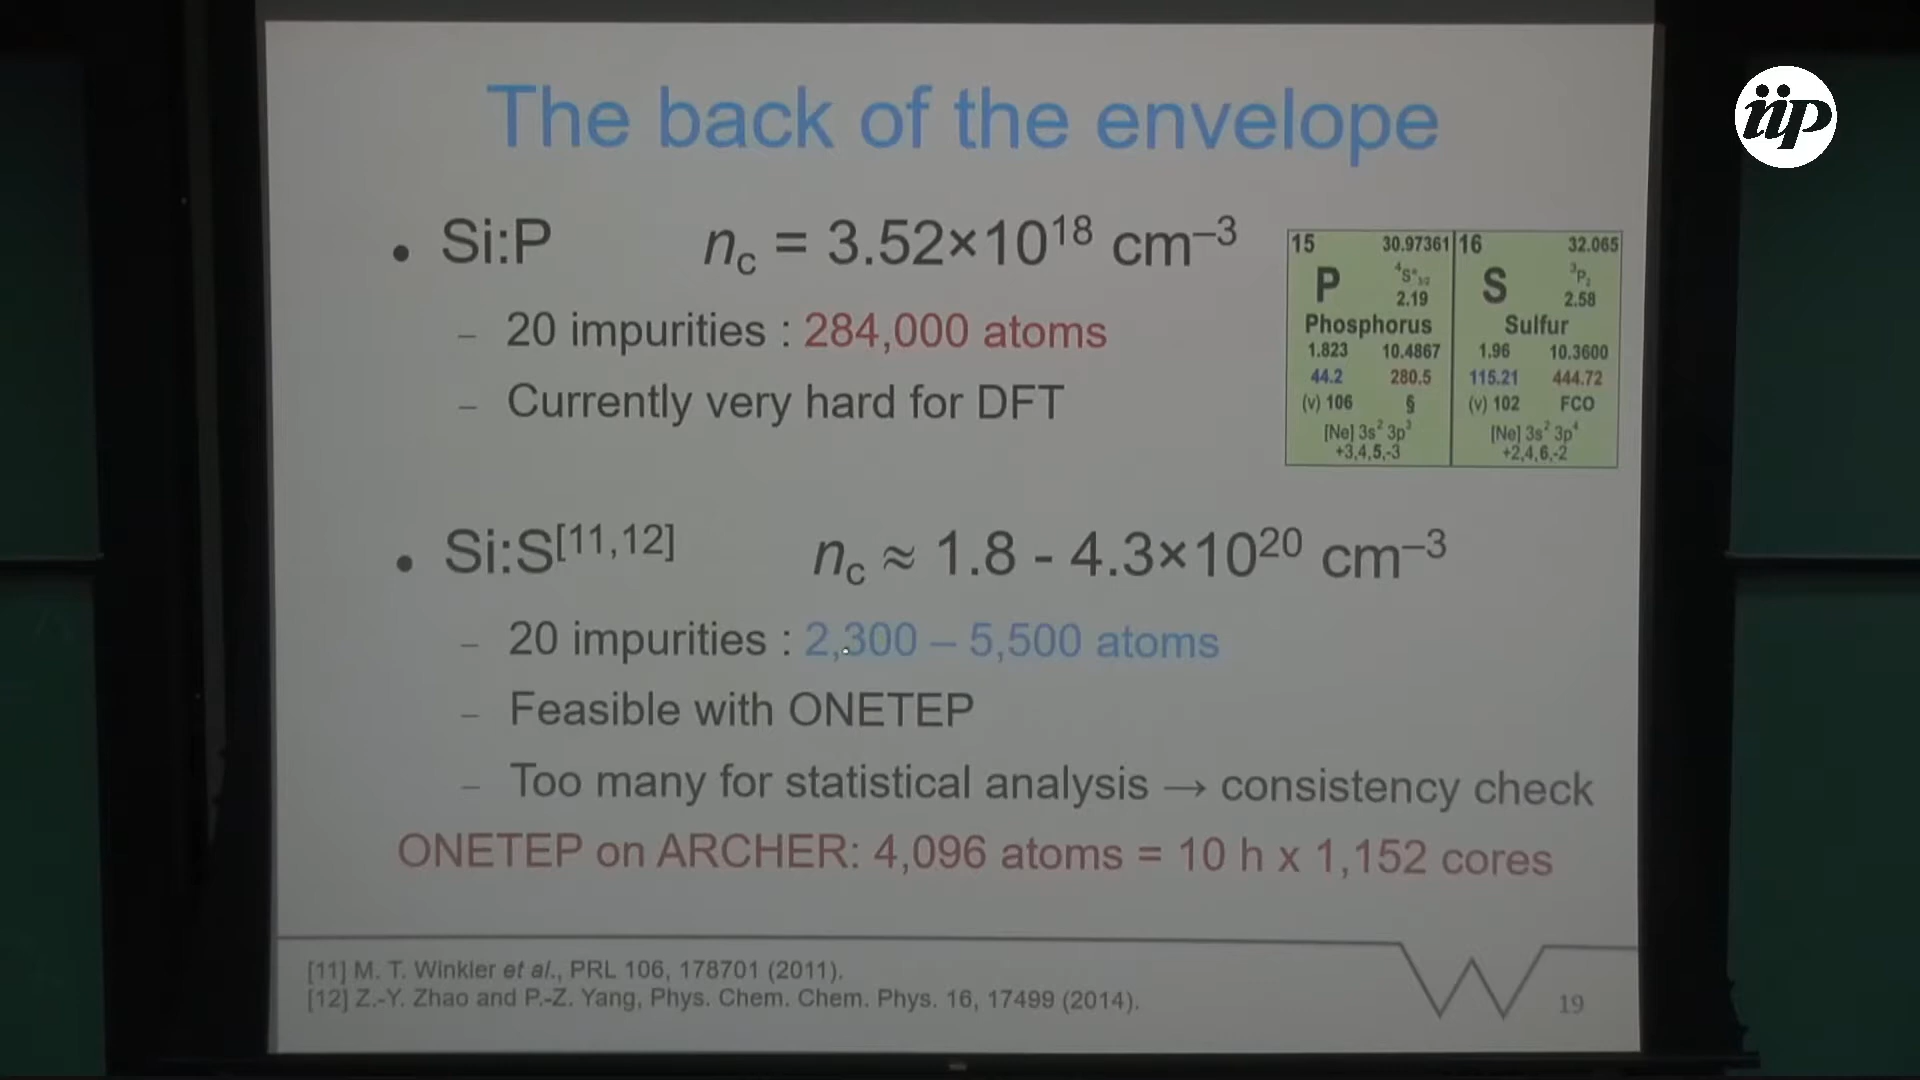 iip
The back of the envelope
• Si:P n_c = 3.52×10¹⁸ cm⁻³
– 20 impurities : 284,000 atoms
– Currently very hard for DFT
15 30.97361
P ⁴S°₃/₂
2.19
Phosphorus
1.823 10.4867
44.2 280.5
(v) 106 §
[Ne] 3s² 3p³
+3,4,5,-3
16 32.065
S ³P₂
2.58
Sulfur
1.96 10.3600
115.21 444.72
(v) 102 FCO
[Ne] 3s² 3p⁴
+2,4,6,-2
• Si:S[11,12] n_c ≈ 1.8 - 4.3×10²⁰ cm⁻³
– 20 impurities : 2,300 – 5,500 atoms
– Feasible with ONETEP
– Too many for statistical analysis → consistency check
ONETEP on ARCHER: 4,096 atoms = 10 h x 1,152 cores
[11] M. T. Winkler et al., PRL 106, 178701 (2011).
[12] Z.-Y. Zhao and P.-Z. Yang, Phys. Chem. Chem. Phys. 16, 17499 (2014).
19